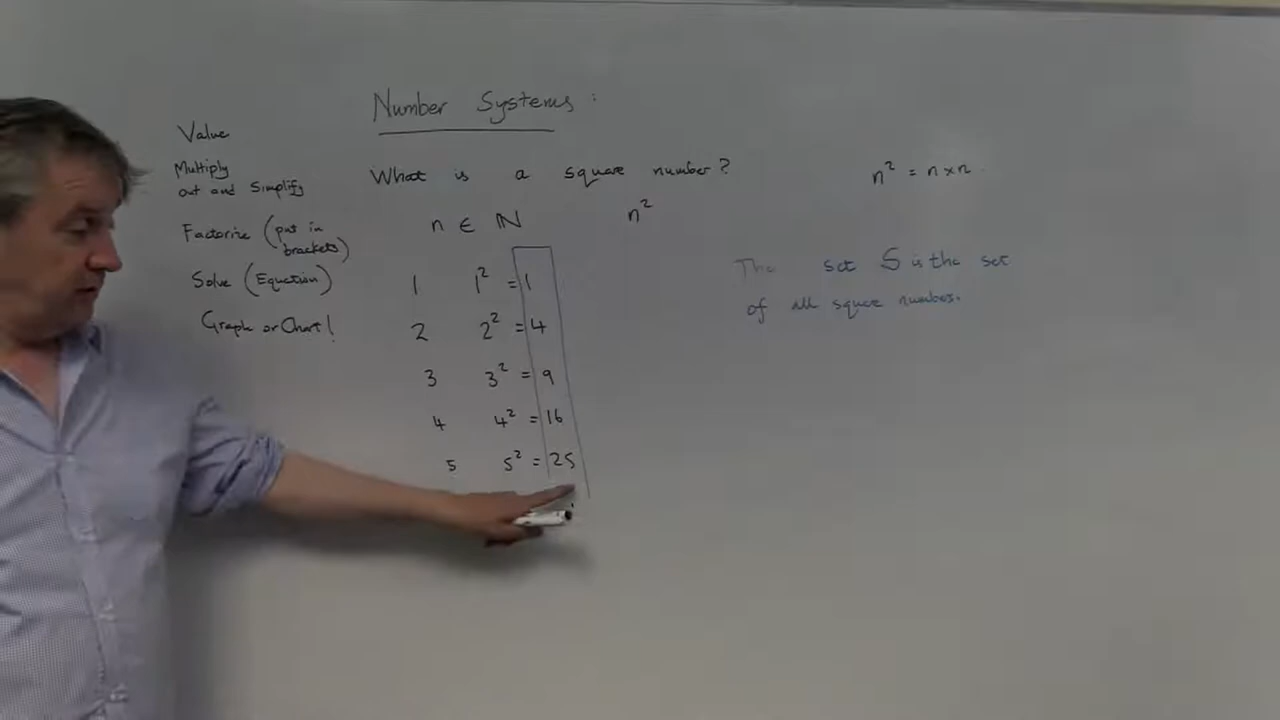 Number Systems:
Value
Multiply
out and Simplify
Factorize (put in
brackets)
Solve (Equation)
Graph or Chart!
What is a square number?
n ∈ ℕ
n²
1 1² = 1
2 2² = 4
3 3² = 9
4 4² = 16
5 5² = 25
n² = n × n.
The set S is the set
of all square numbers.